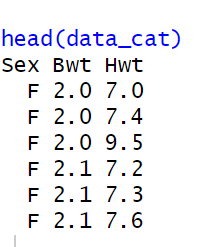 head(data_cat)
Sex Bwt Hwt
F 2.0 7.0
F 2.0 7.4
F 2.0 9.5
F 2.1 7.2
F 2.1 7.3
F 2.1 7.6